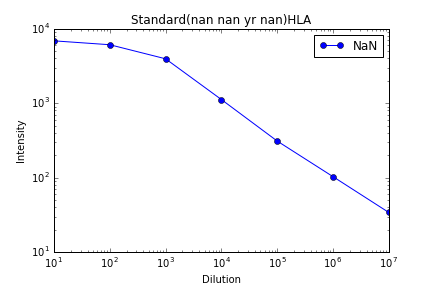 Standard(nan nan yr nan)HLA
10^4
10^3
10^2
10^1
Intensity
NaN
10^1 10^2 10^3 10^4 10^5 10^6 10^7
Dilution